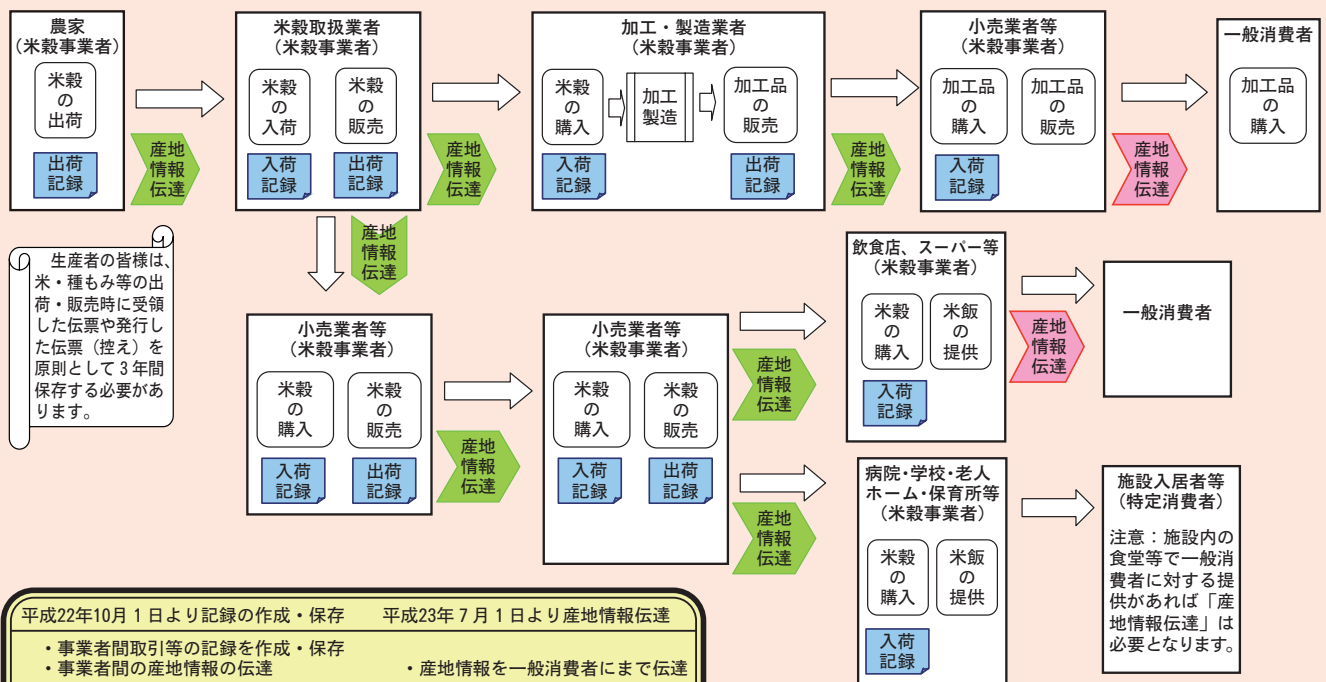 農家
（米穀事業者）
米穀
の
出荷
出荷
記録
産地
情報
伝達
米穀取扱業者
（米穀事業者）
米穀
の
入荷
米穀
の
販売
入荷
記録
出荷
記録
産地
情報
伝達
加工・製造業者
（米穀事業者）
米穀
の
購入
加工
製造
加工品
の
販売
入荷
記録
出荷
記録
産地
情報
伝達
小売業者等
（米穀事業者）
加工品
の
購入
加工品
の
販売
入荷
記録
産地
情報
伝達
一般消費者
加工品
の
購入
生産者の皆様は、
米・種もみ等の出
荷・販売時に受領
した伝票や発行し
た伝票（控え）を
原則として３年間
保存する必要があ
ります。
産地
情報
伝達
小売業者等
（米穀事業者）
米穀
の
購入
米穀
の
販売
入荷
記録
出荷
記録
産地
情報
伝達
小売業者等
（米穀事業者）
米穀
の
購入
米穀
の
販売
入荷
記録
出荷
記録
産地
情報
伝達
飲食店、スーパー等
（米穀事業者）
米穀
の
購入
米飯
の
提供
入荷
記録
産地
情報
伝達
一般消費者
産地
情報
伝達
病院・学校・老人
ホーム・保育所等
（米穀事業者）
米穀
の
購入
米飯
の
提供
入荷
記録
施設入居者等
（特定消費者）
注意：施設内の
食堂等で一般消
費者に対する提
供があれば「産
地情報伝達」は
必要となります。
平成22年10月１日より記録の作成・保存　平成23年７月１日より産地情報伝達
・事業者間取引等の記録を作成・保存
・事業者間の産地情報の伝達　・産地情報を一般消費者にまで伝達